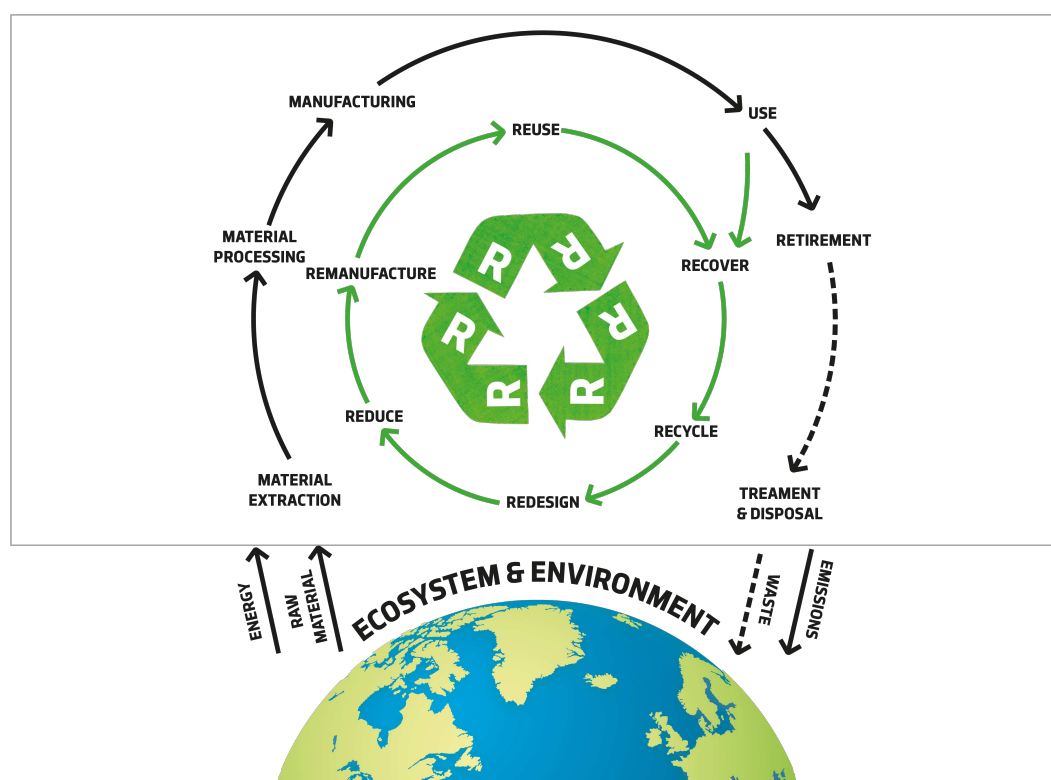 MANUFACTURING
USE
REUSE
MATERIAL
PROCESSING
RETIREMENT
REMANUFACTURE
RECOVER
R
R
R
R
R
R
REDUCE
RECYCLE
MATERIAL
EXTRACTION
REDESIGN
TREAMENT
& DISPOSAL
ENERGY
RAW
MATERIAL
ECOSYSTEM & ENVIRONMENT
WASTE
EMISSIONS